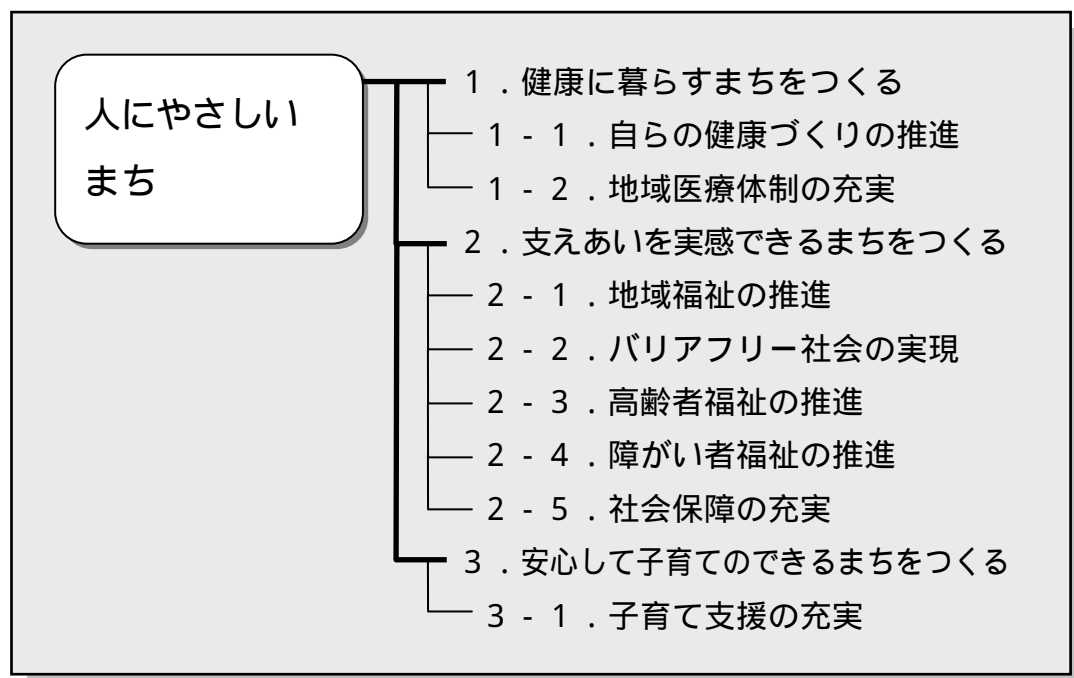 人にやさしい
まち
1．健康に暮らすまちをつくる
1-1．自らの健康づくりの推進
1-2．地域医療体制の充実
2．支えあいを実感できるまちをつくる
2-1．地域福祉の推進
2-2．バリアフリー社会の実現
2-3．高齢者福祉の推進
2-4．障がい者福祉の推進
2-5．社会保障の充実
3．安心して子育てのできるまちをつくる
3-1．子育て支援の充実